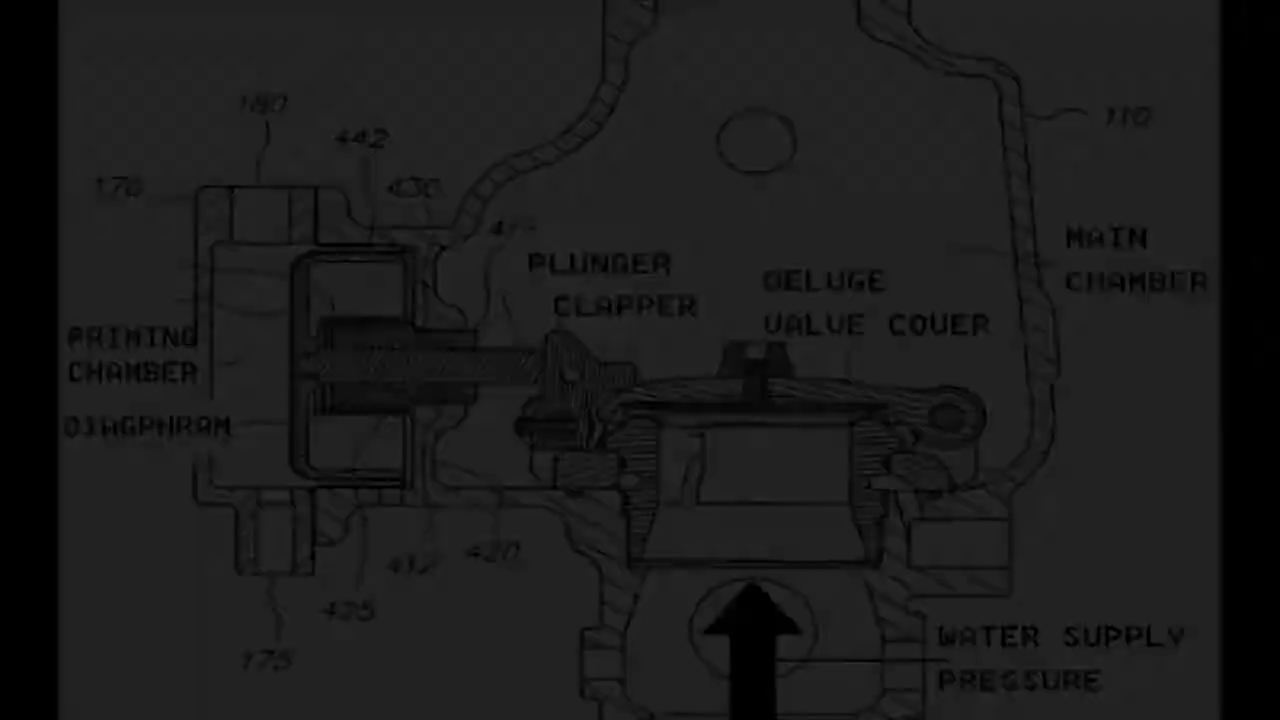 180
442
110
170
430
MAIN
CHAMBER
PLUNGER
CLAPPER
DELUGE
VALVE COVER
PRIMING
CHAMBER
DIAGPHRAM
412
420
425
175
WATER SUPPLY
PRESSURE